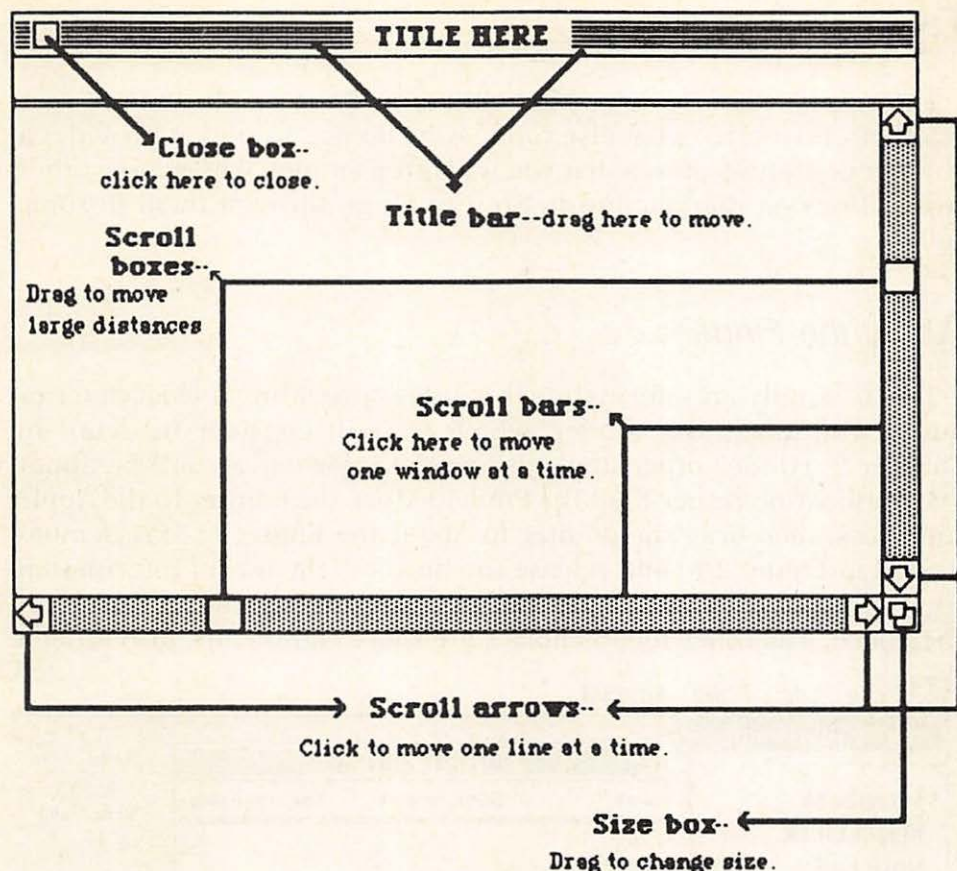 TITLE HERE
Close box--
click here to close.
Title bar--drag here to move.
Scroll
boxes--
Drag to move
large distances
Scroll bars--
Click here to move
one window at a time.
Scroll arrows--
Click to move one line at a time.
Size box--
Drag to change size.